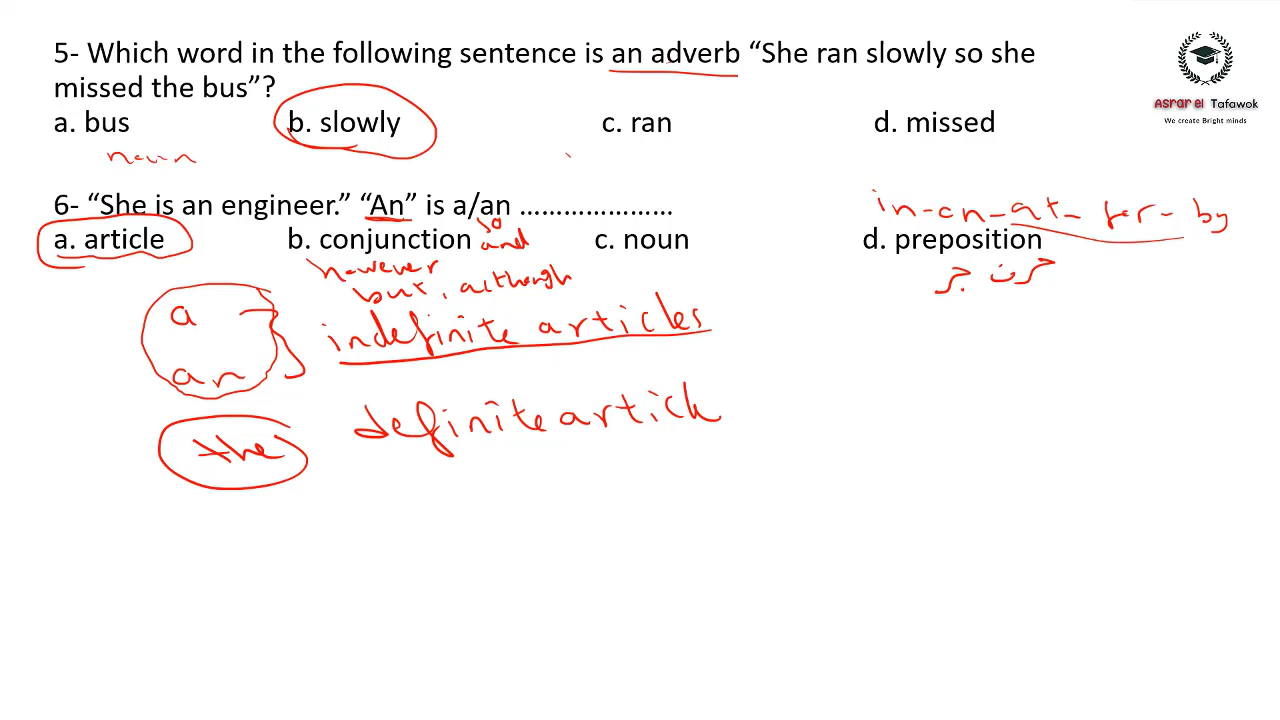 5- Which word in the following sentence is an adverb “She ran slowly so she
missed the bus”?
a. bus b. slowly c. ran d. missed
noun
6- “She is an engineer.” “An” is a/an …………………
in-on-at-for-by
so
a. article b. conjunction and c. noun d. preposition
however
but, although
حرف جر
a
an
indefinite articles
the
definite article
Asrar el Tafawok
We create Bright minds